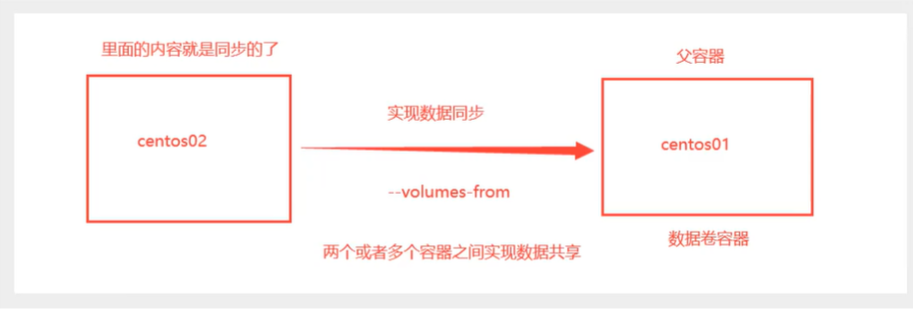 里面的内容就是同步的了
父容器
centos02
实现数据同步
centos01
--volumes-from
数据卷容器
两个或者多个容器之间实现数据共享